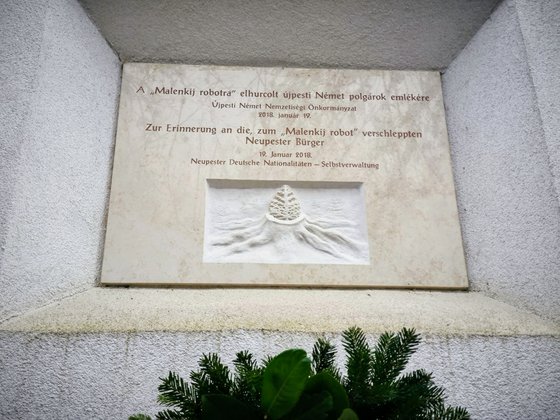 A „Malenkij robotra” elhurcolt újpesti Német polgárok emlékére
Újpesti Német Nemzetiségi Önkormányzat
2018. január 19.
Zur Erinnerung an die, zum „Malenkij robot” verschleppten
Neupester Bürger
19. Januar 2018.
Neupester Deutsche Nationalitäten – Selbstverwaltung